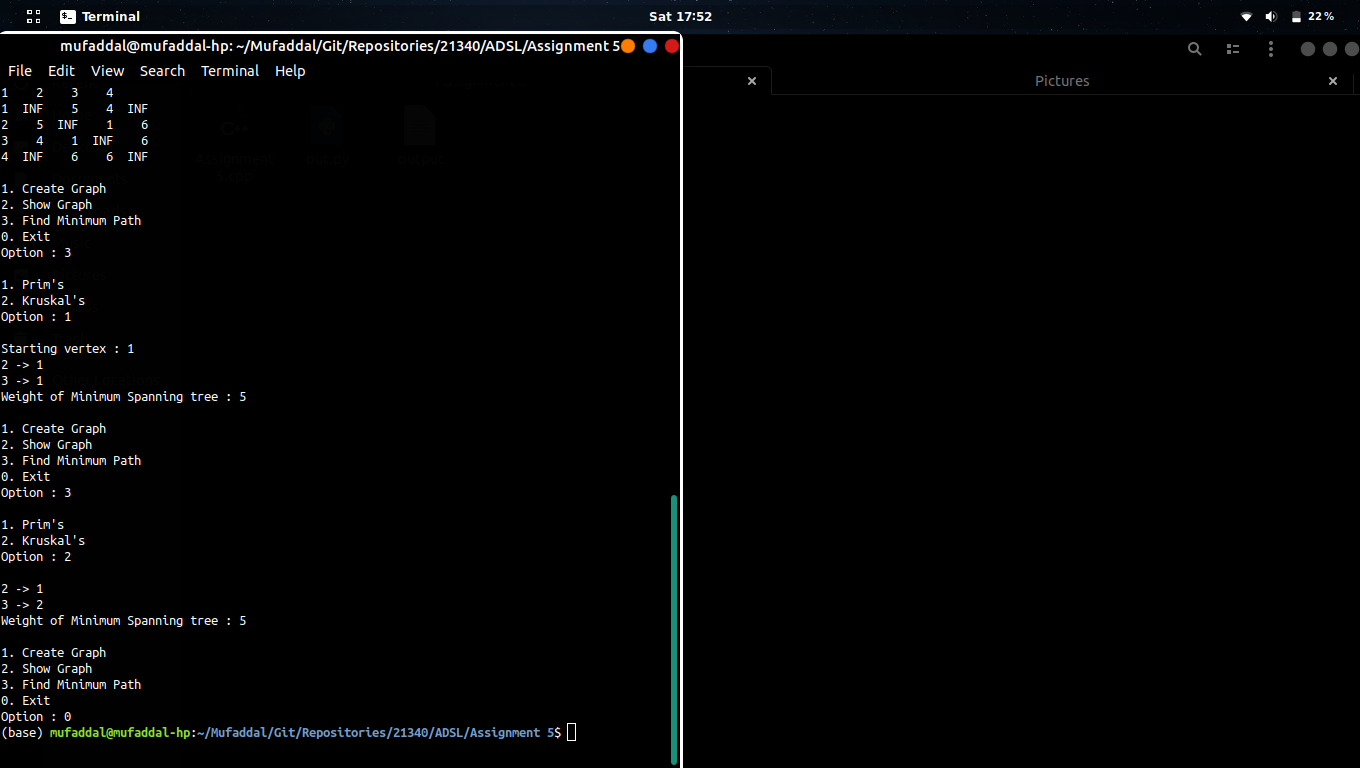 Terminal
Sat 17:52
22%
mufaddal@mufaddal-hp: ~/Mufaddal/Git/Repositories/21340/ADSL/Assignment 5
File Edit View Search Terminal Help
Pictures
1    2    3    4
1  INF    5    4  INF
2    5  INF    1    6
3    4    1  INF    6
4  INF    6    6  INF
1. Create Graph
2. Show Graph
3. Find Minimum Path
0. Exit
Option : 3
1. Prim's
2. Kruskal's
Option : 1
Starting vertex : 1
2 -> 1
3 -> 1
Weight of Minimum Spanning tree : 5
1. Create Graph
2. Show Graph
3. Find Minimum Path
0. Exit
Option : 3
1. Prim's
2. Kruskal's
Option : 2
2 -> 1
3 -> 2
Weight of Minimum Spanning tree : 5
1. Create Graph
2. Show Graph
3. Find Minimum Path
0. Exit
Option : 0
(base) mufaddal@mufaddal-hp:~/Mufaddal/Git/Repositories/21340/ADSL/Assignment 5$